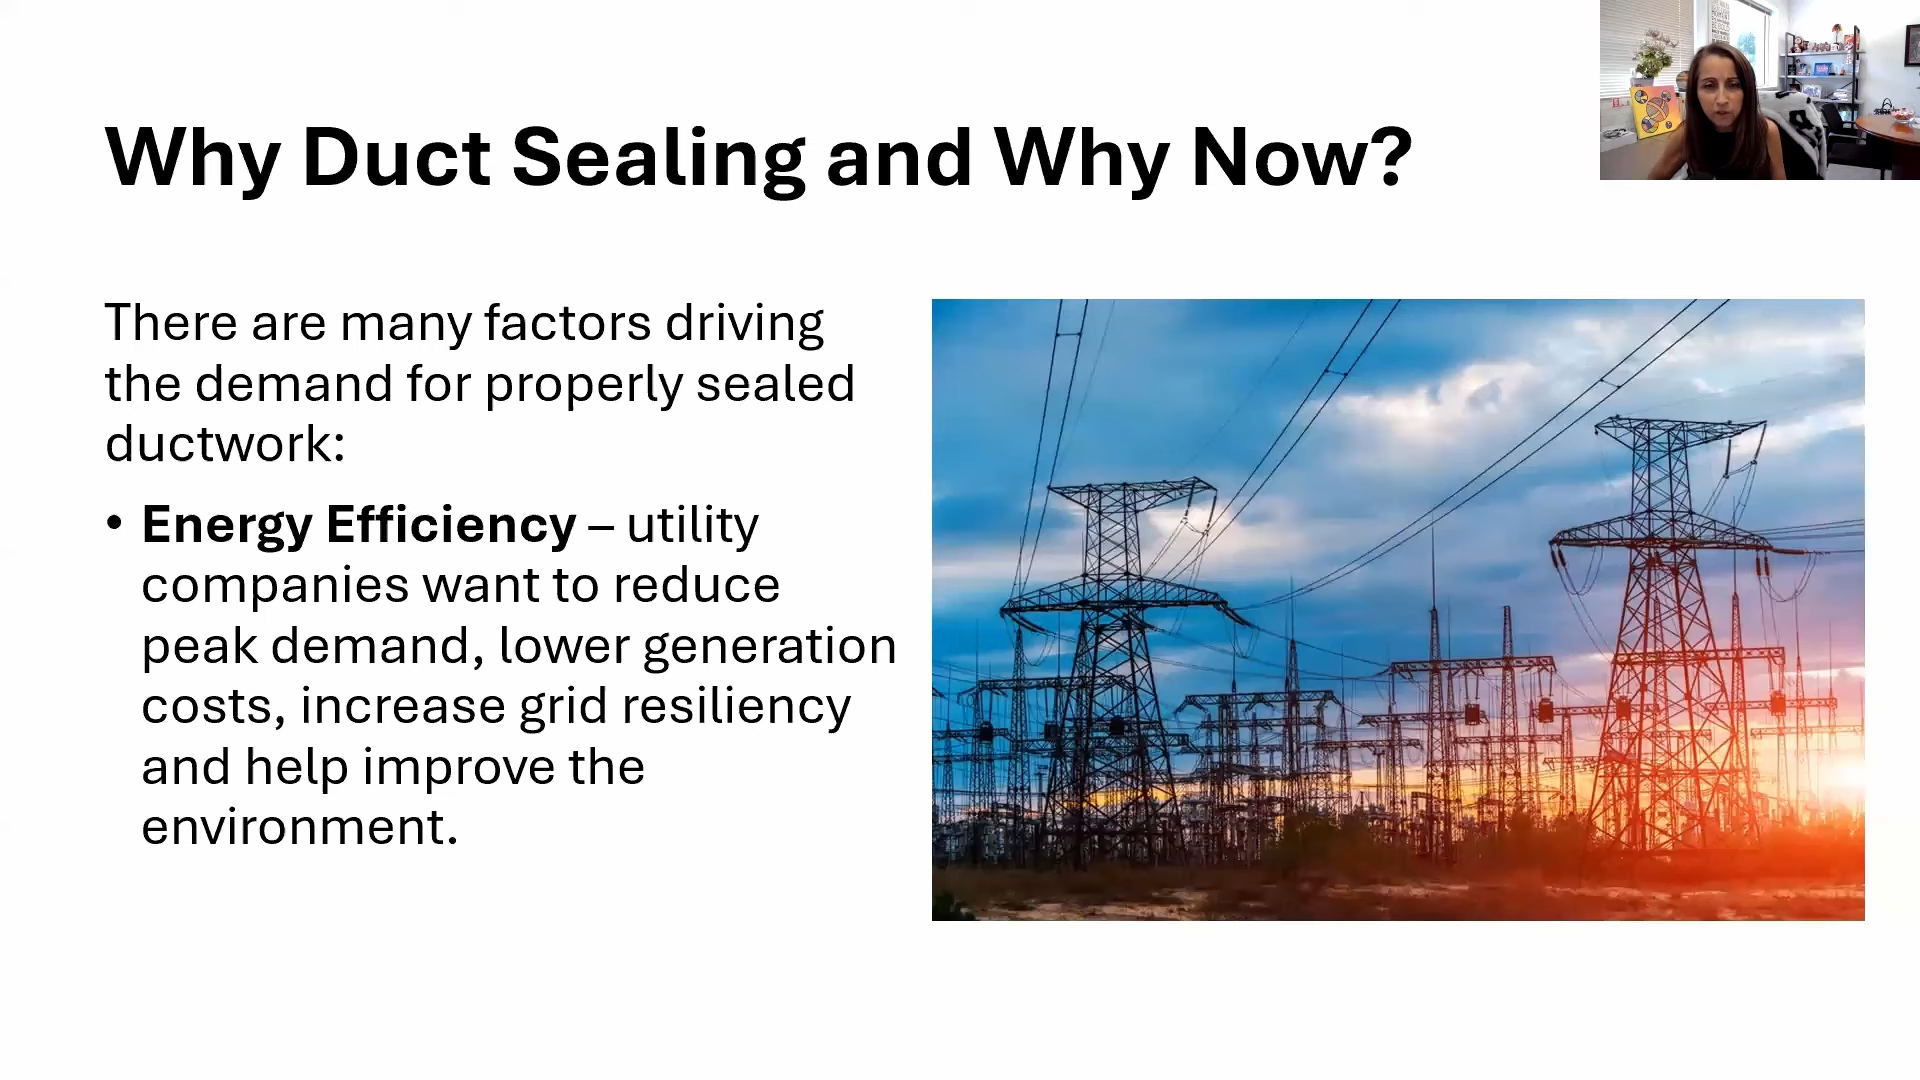 Why Duct Sealing and Why Now?
There are many factors driving
the demand for properly sealed
ductwork:
• Energy Efficiency – utility
companies want to reduce
peak demand, lower generation
costs, increase grid resiliency
and help improve the
environment.